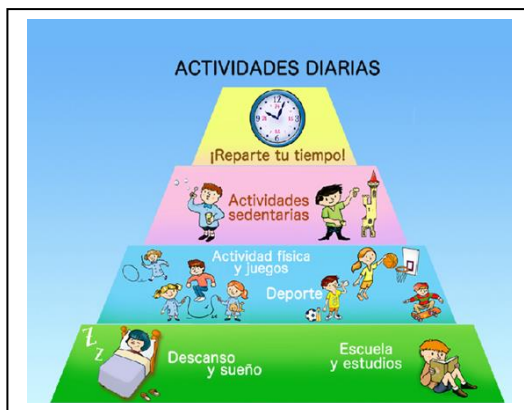 ACTIVIDADES DIARIAS
¡Reparte tu tiempo!
Actividades
sedentarias
Actividad física
y juegos
Deporte
Z
Z
Descanso
y sueño
Escuela
y estudios